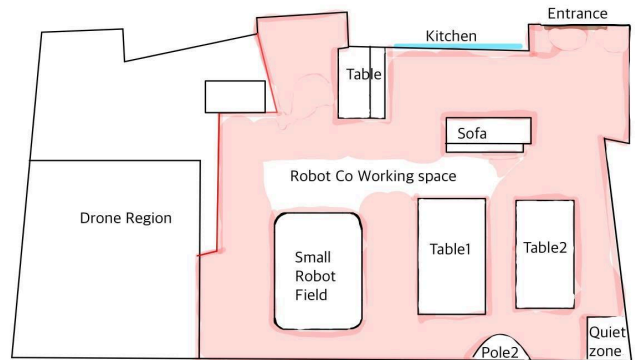 Entrance
Kitchen
Table
Sofa
Robot Co Working space
Drone Region
Small
Robot
Field
Table1
Table2
Pole2
Quiet
zone